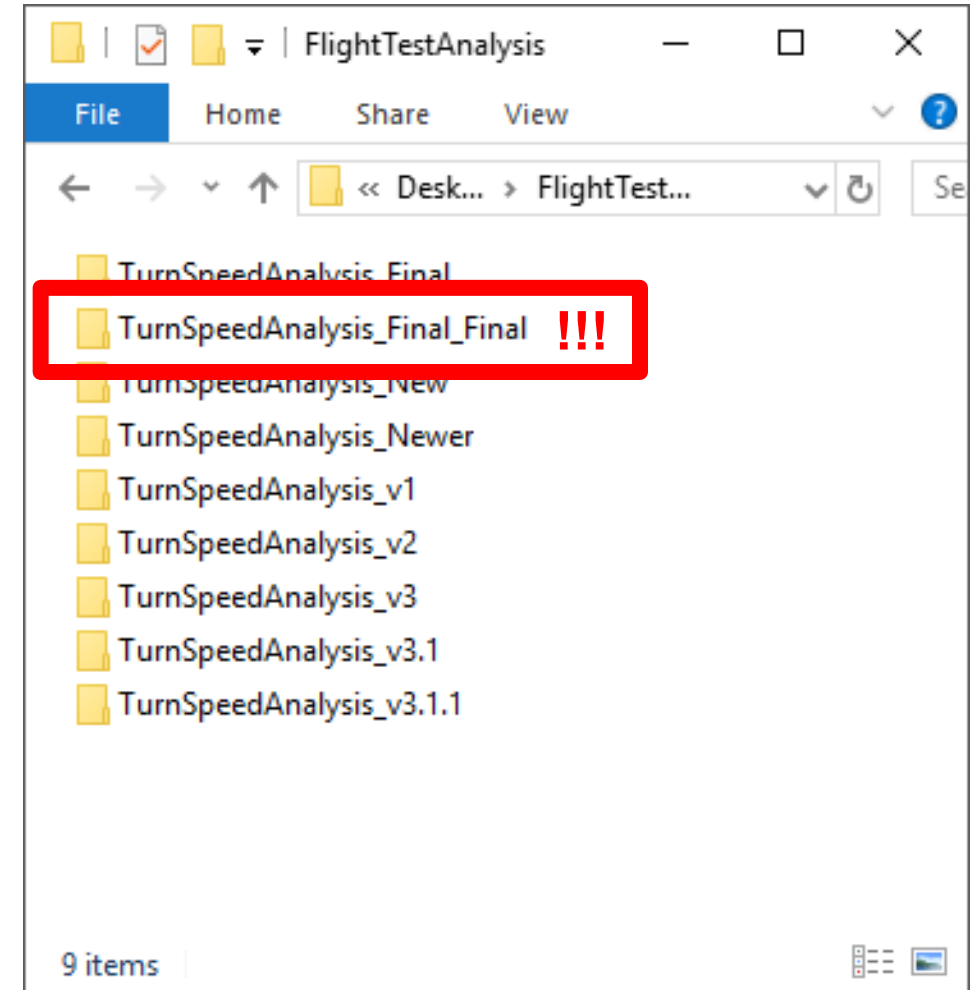 FlightTestAnalysis
File Home Share View
« Desk... > FlightTest... Se
TurnSpeedAnalysis_Final
TurnSpeedAnalysis_Final_Final !!!
TurnSpeedAnalysis_New
TurnSpeedAnalysis_Newer
TurnSpeedAnalysis_v1
TurnSpeedAnalysis_v2
TurnSpeedAnalysis_v3
TurnSpeedAnalysis_v3.1
TurnSpeedAnalysis_v3.1.1
9 items